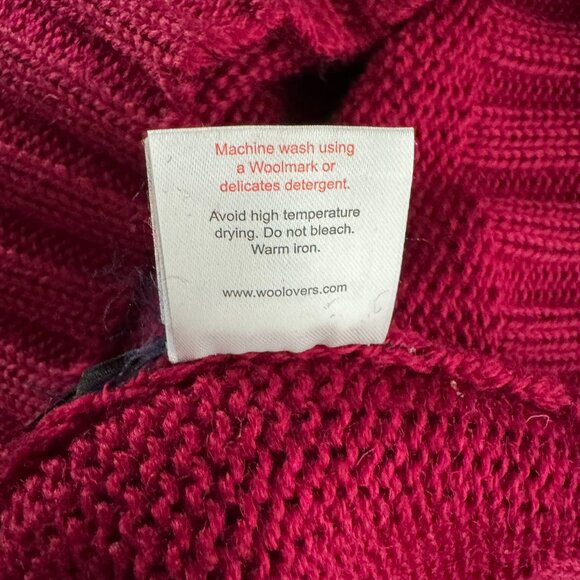 Machine wash using
a Woolmark or
delicates detergent.
Avoid high temperature
drying. Do not bleach.
Warm iron.
www.woolovers.com